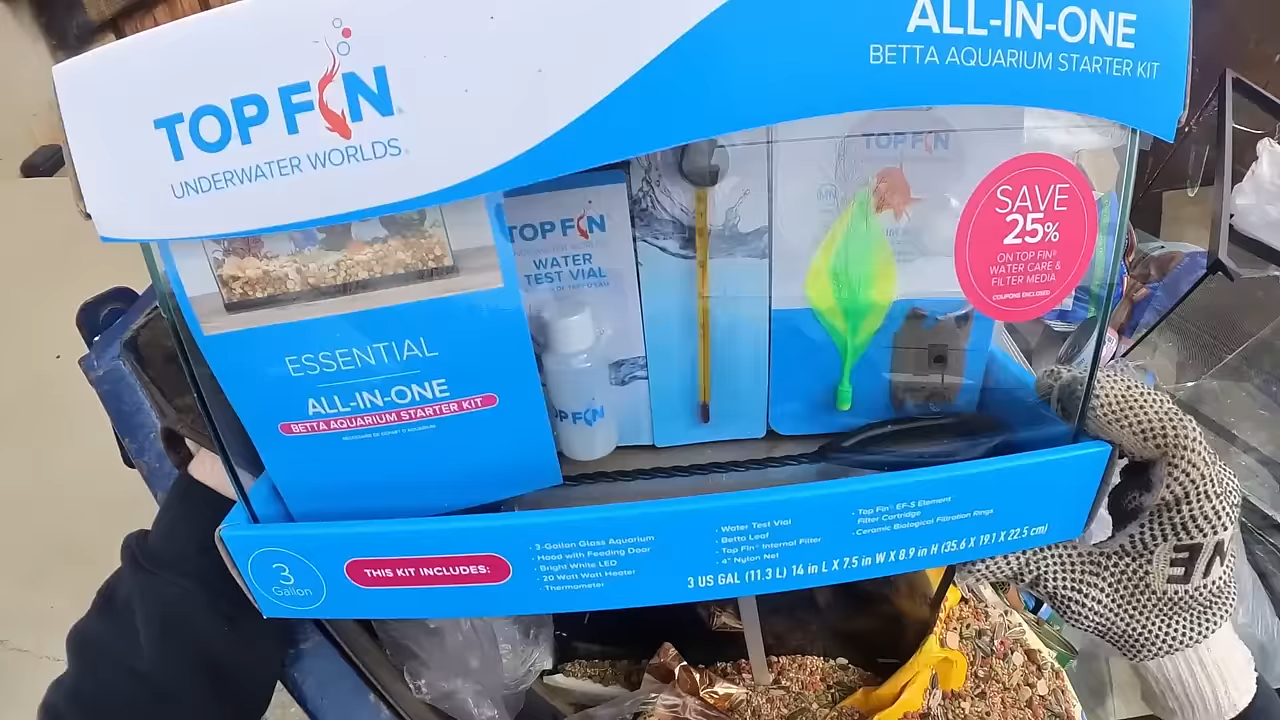 TOP FIN
UNDERWATER WORLDS
ALL-IN-ONE
BETTA AQUARIUM STARTER KIT
TOP FIN
WATER
TEST VIAL
TOP FIN
TOP FIN
SAVE
25%
ON TOP FIN®
WATER CARE &
FILTER MEDIA
COUPONS ENCLOSED
ESSENTIAL
ALL-IN-ONE
BETTA AQUARIUM STARTER KIT
3
Gallon
THIS KIT INCLUDES:
· 3-Gallon Glass Aquarium
· Hood with Feeding Door
· Bright White LED
· 20 Watt Watt Heater
· Thermometer
· Water Test Vial
· Betta Leaf
· Top Fin® Internal Filter
· 4" Nylon Net
· Top Fin® EF-S Element™
Filter Cartridge
· Ceramic Biological Filtration Rings
3 US GAL (11.3 L) 14 in L X 7.5 in W X 8.9 in H (35.6 X 19.1 X 22.5 cm)